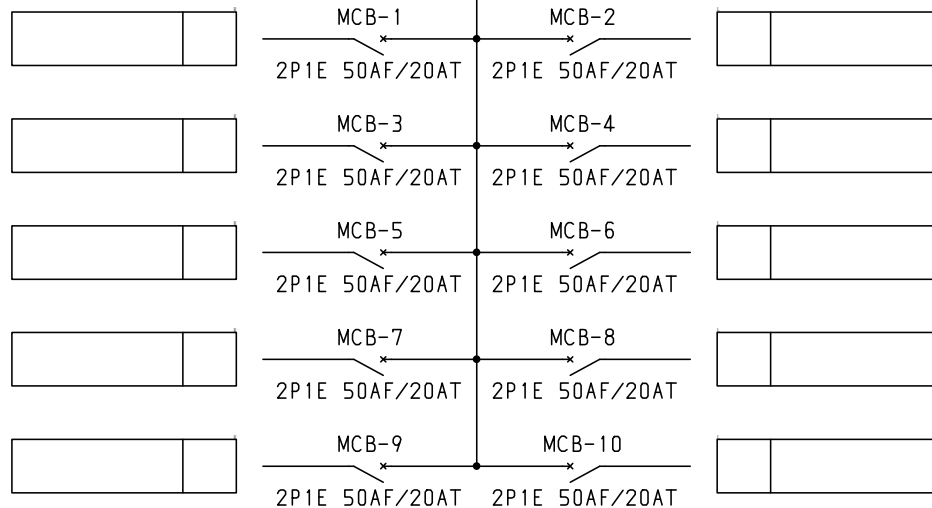 MCB-1 MCB-2
2P1E 50AF/20AT 2P1E 50AF/20AT
MCB-3 MCB-4
2P1E 50AF/20AT 2P1E 50AF/20AT
MCB-5 MCB-6
2P1E 50AF/20AT 2P1E 50AF/20AT
MCB-7 MCB-8
2P1E 50AF/20AT 2P1E 50AF/20AT
MCB-9 MCB-10
2P1E 50AF/20AT 2P1E 50AF/20AT